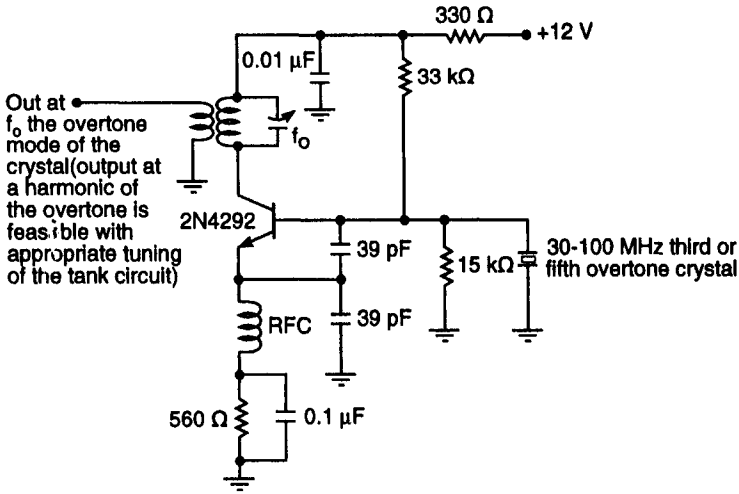 330 Ω
+12 V
0.01 µF
33 kΩ
Out at
fo the overtone
mode of the
crystal(output at
a harmonic of
the overtone is
feasible with
appropriate tuning
of the tank circuit)
fo
2N4292
39 pF
15 kΩ
30-100 MHz third or
fifth overtone crystal
RFC
39 pF
560 Ω
0.1 µF